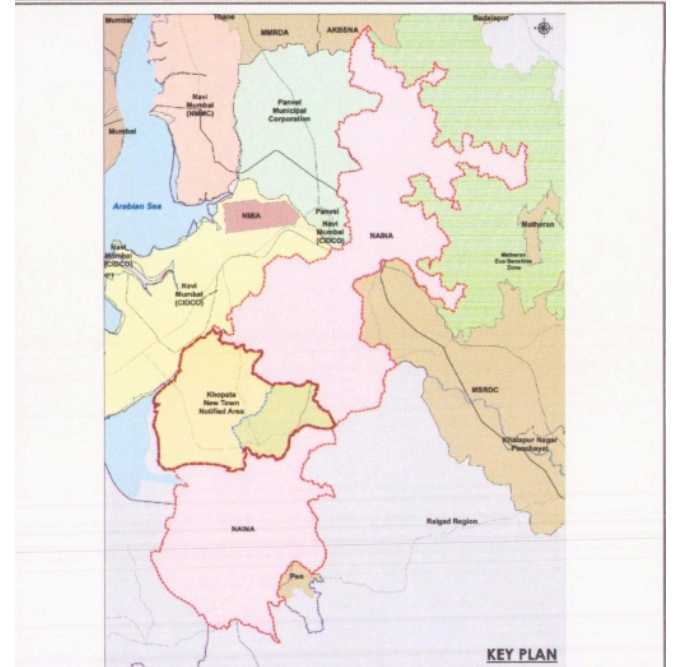 Mumbai
Thane
MMRDA
AKBSNA
Badalapur
Navi
Mumbai
(NMMC)
Panvel
Municipal
Corporation
Mumbai
Arabian Sea
NMIA
Panvel
Navi
Mumbai
(CIDCO)
NAINA
Matheran
Matheran
Eco Sensitive
Zone
Navi
Mumbai
(CIDCO)
Navi
Mumbai
(CIDCO)
Khopata
New Town
Notified Area
MSRDC
Khalapur Nagar
Panchayat
NAINA
Raigad Region
Pen
KEY PLAN